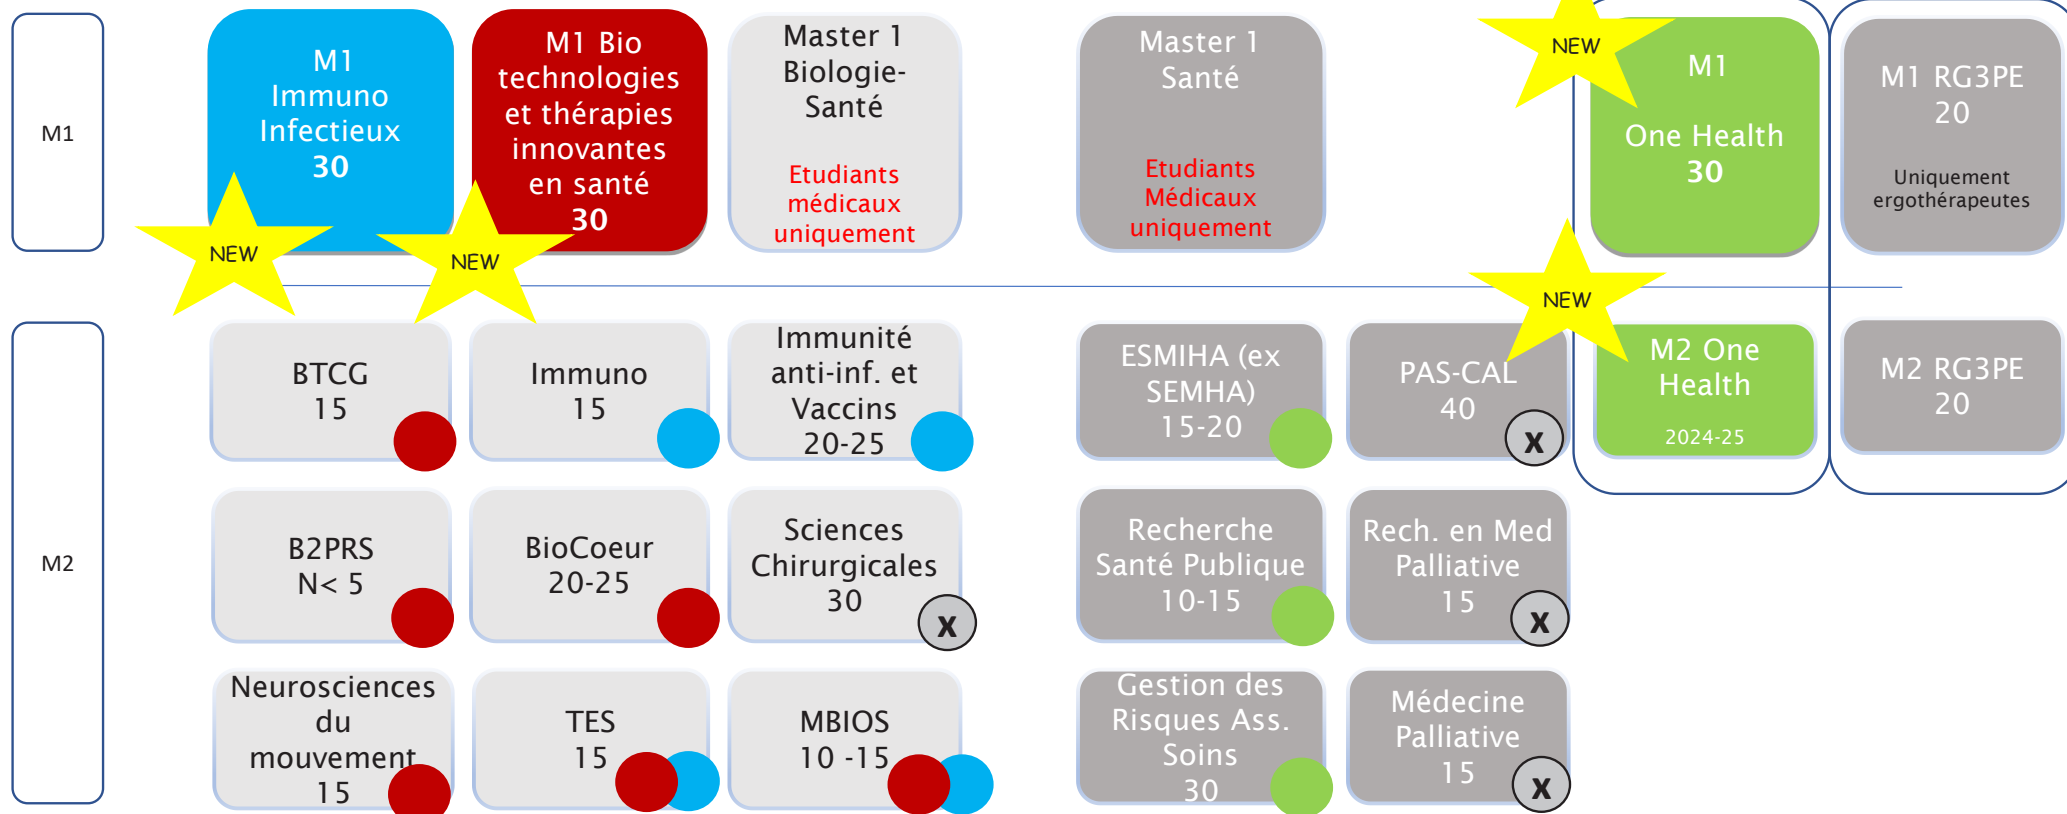 M1
M1
Immuno
Infectieux
30
NEW
M1 Bio
technologies
et thérapies
innovantes
en santé
30
NEW
Master 1
Biologie-
Santé
Etudiants
médicaux
uniquement
Master 1
Santé
Etudiants
Médicaux
uniquement
NEW
M1
One Health
30
M1 RG3PE
20
Uniquement
ergothérapeutes
M2
BTCG
15
Immuno
15
Immunité
anti-inf. et
Vaccins
20-25
ESMIHA (ex
SEMHA)
15-20
PAS-CAL
40
x
NEW
M2 One
Health
2024-25
M2 RG3PE
20
B2PRS
N< 5
BioCoeur
20-25
Sciences
Chirurgicales
30
x
Recherche
Santé Publique
10-15
Rech. en Med
Palliative
15
x
Neurosciences
du
mouvement
15
TES
15
MBIOS
10 -15
Gestion des
Risques Ass.
Soins
30
Médecine
Palliative
15
x